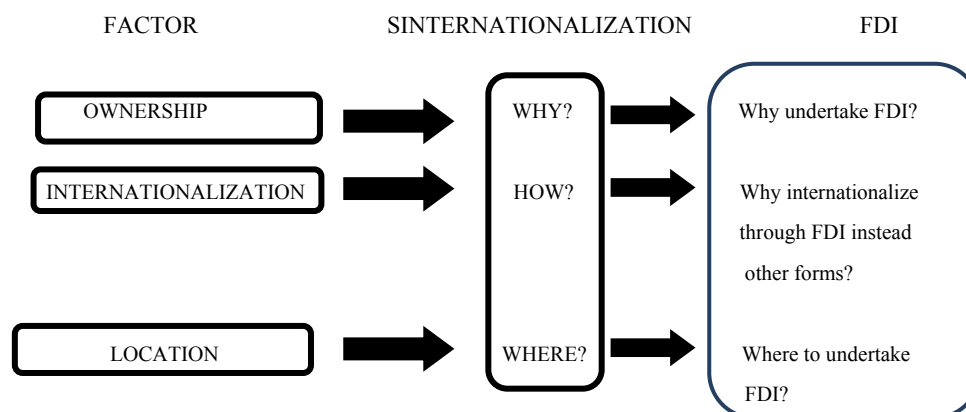 FACTOR SINTERNATIONALIZATION FDI
OWNERSHIP WHY? Why undertake FDI?
INTERNATIONALIZATION HOW? Why internationalize
through FDI instead
other forms?
LOCATION WHERE? Where to undertake
FDI?